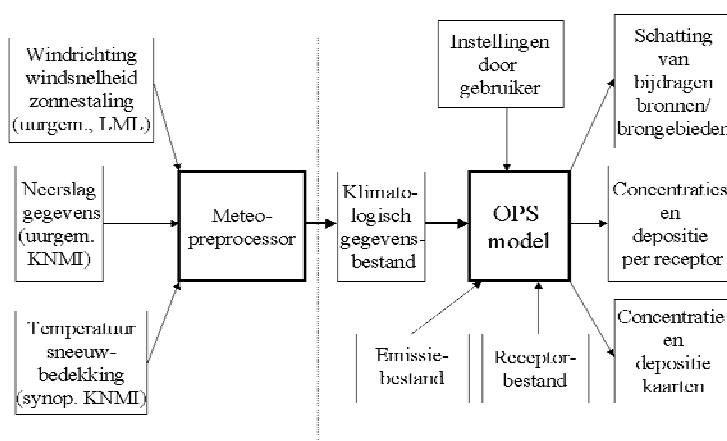 Windrichting
windsnelheid
zonnestaling
(uurgem., LML)
Neerslag
gegevens
(uurgem.
KNMI)
Temperatuur
sneeuw-
bedekking
(synop. KNMI)
Meteo-
preprocessor
Klimato-
logisch
gegevens-
bestand
Instellingen
door
gebruiker
OPS
model
Emissie-
bestand
Receptor-
bestand
Schatting
van
bijdragen
bronnen/
brongebieden
Concentraties
en
depositie
per receptor
Concentratie
en
depositie
kaarten